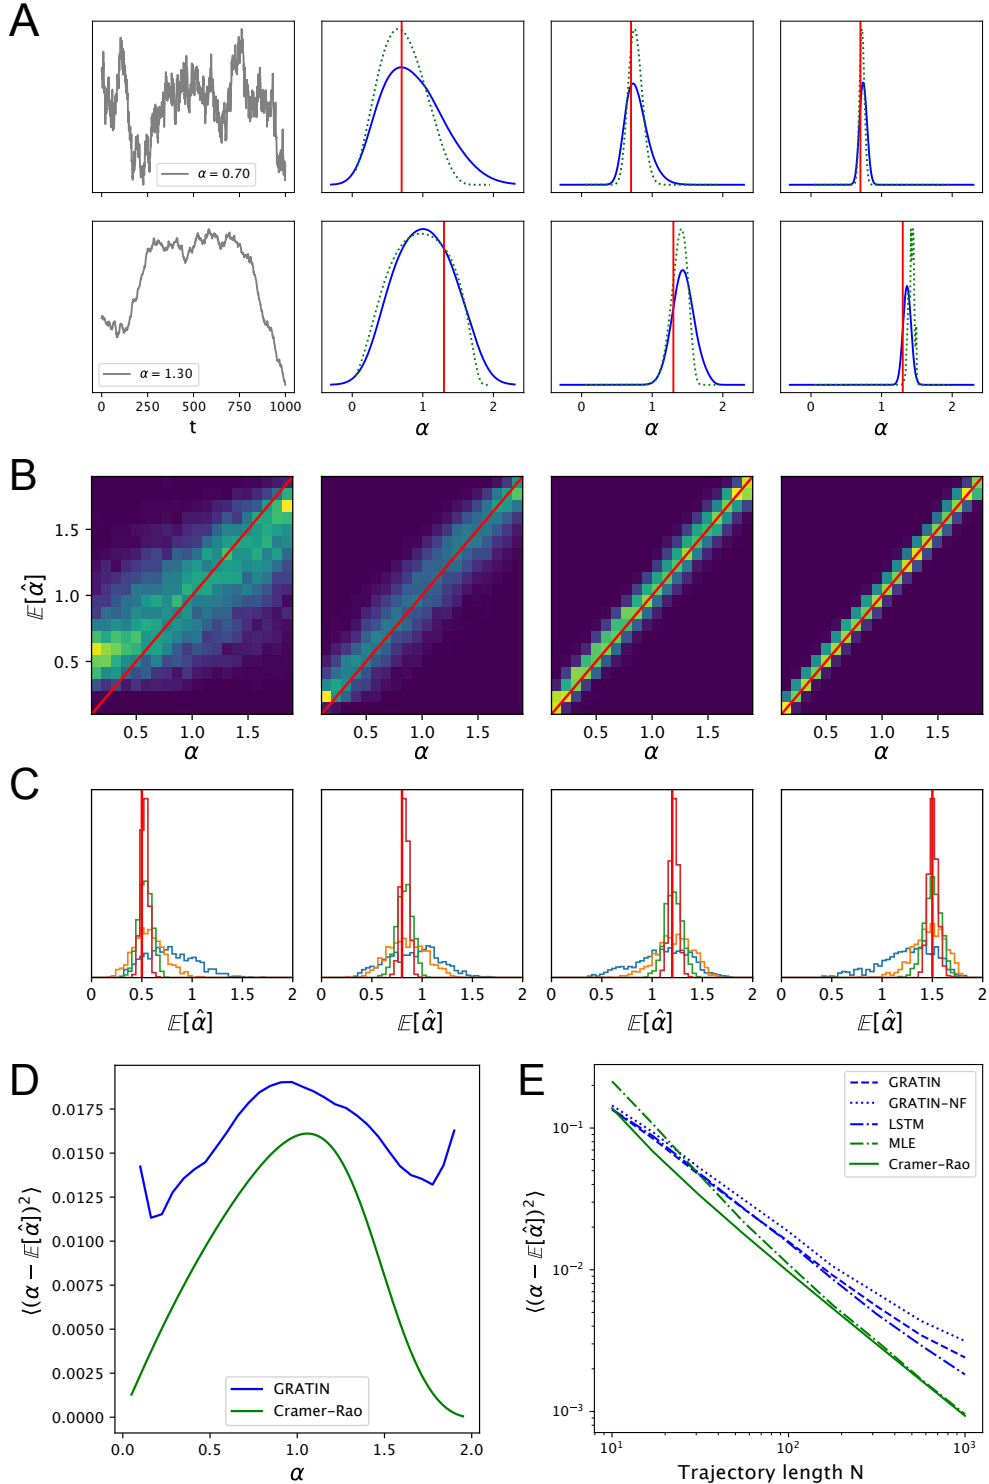 A
α = 0.70
α = 1.30
0 250 500 750 1000
t
0 1 2
α
0 1 2
α
0 1 2
α
B
1.5
1.0
0.5
𝔼[α̂]
0.5 1.0 1.5
α
0.5 1.0 1.5
α
0.5 1.0 1.5
α
0.5 1.0 1.5
α
C
0 0.5 1 1.5 2
𝔼[α̂]
0 0.5 1 1.5 2
𝔼[α̂]
0 0.5 1 1.5 2
𝔼[α̂]
0 0.5 1 1.5 2
𝔼[α̂]
D
⟨(α − 𝔼[α̂])²⟩
0.0175
0.0150
0.0125
0.0100
0.0075
0.0050
0.0025
0.0000
GRATIN
Cramer-Rao
0.0 0.5 1.0 1.5 2.0
α
E
⟨(α − 𝔼[α̂])²⟩
10⁻¹
10⁻²
10⁻³
GRATIN
GRATIN-NF
LSTM
MLE
Cramer-Rao
10¹ 10² 10³
Trajectory length N